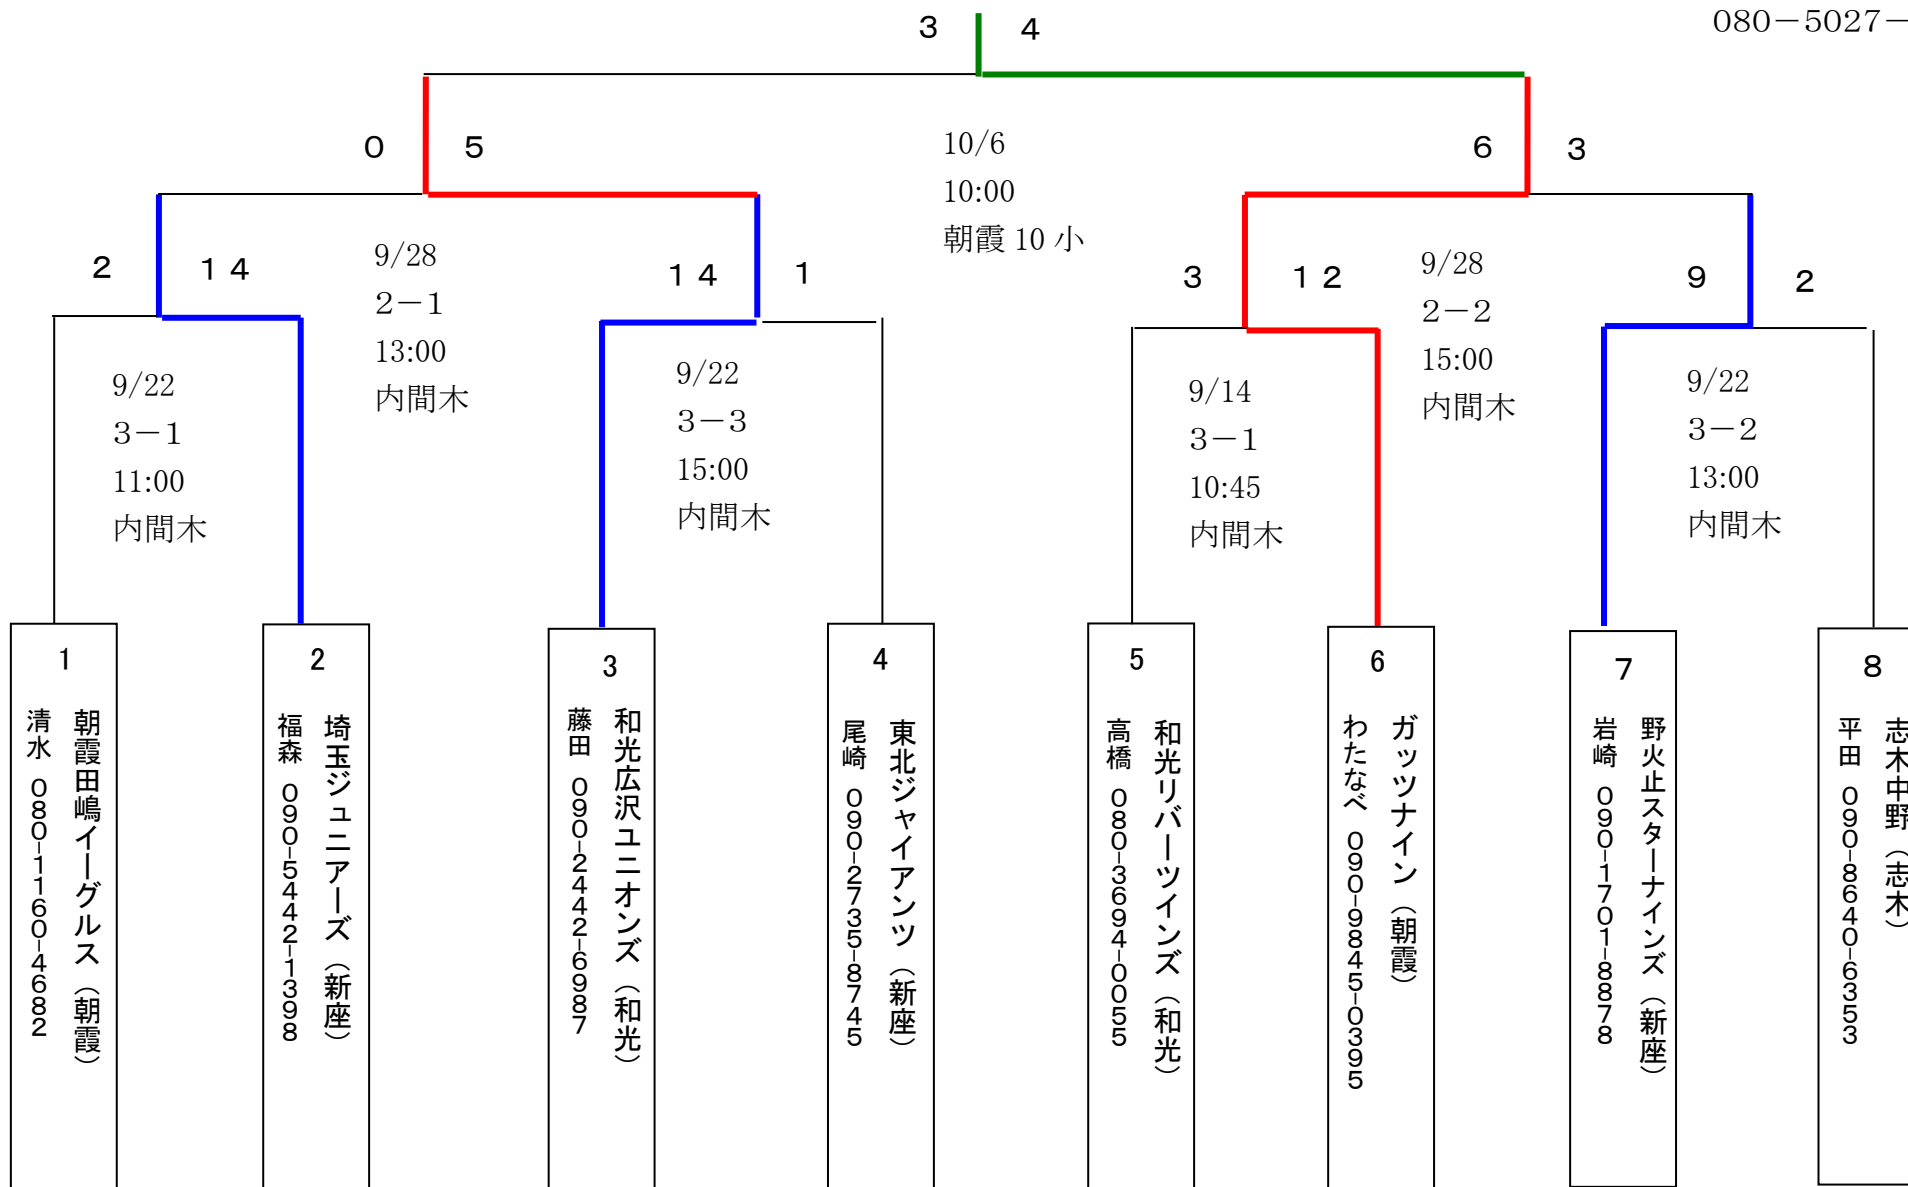 080－5027－
3 4
0 5
6 3
10/6
10:00
朝霞 10 小
2 14
14 1
3 12
9 2
9/28
2－1
13:00
内間木
9/28
2－2
15:00
内間木
9/22
3－1
11:00
内間木
9/22
3－3
15:00
内間木
9/14
3－1
10:45
内間木
9/22
3－2
13:00
内間木
1
朝霞田嶋イーグルス（朝霞）
清水 080-1160-4682
2
埼玉ジュニアーズ（新座）
福森 090-5442-1398
3
和光広沢ユニオンズ（和光）
藤田 090-2442-6987
4
東北ジャイアンツ（新座）
尾崎 090-2735-8745
5
和光リバーツインズ（和光）
高橋 080-3694-0055
6
ガッツナイン（朝霞）
わたなべ 090-9845-0395
7
野火止スターナインズ（新座）
岩崎 090-1701-8878
8
志木中野（志木）
平田 090-8640-6353